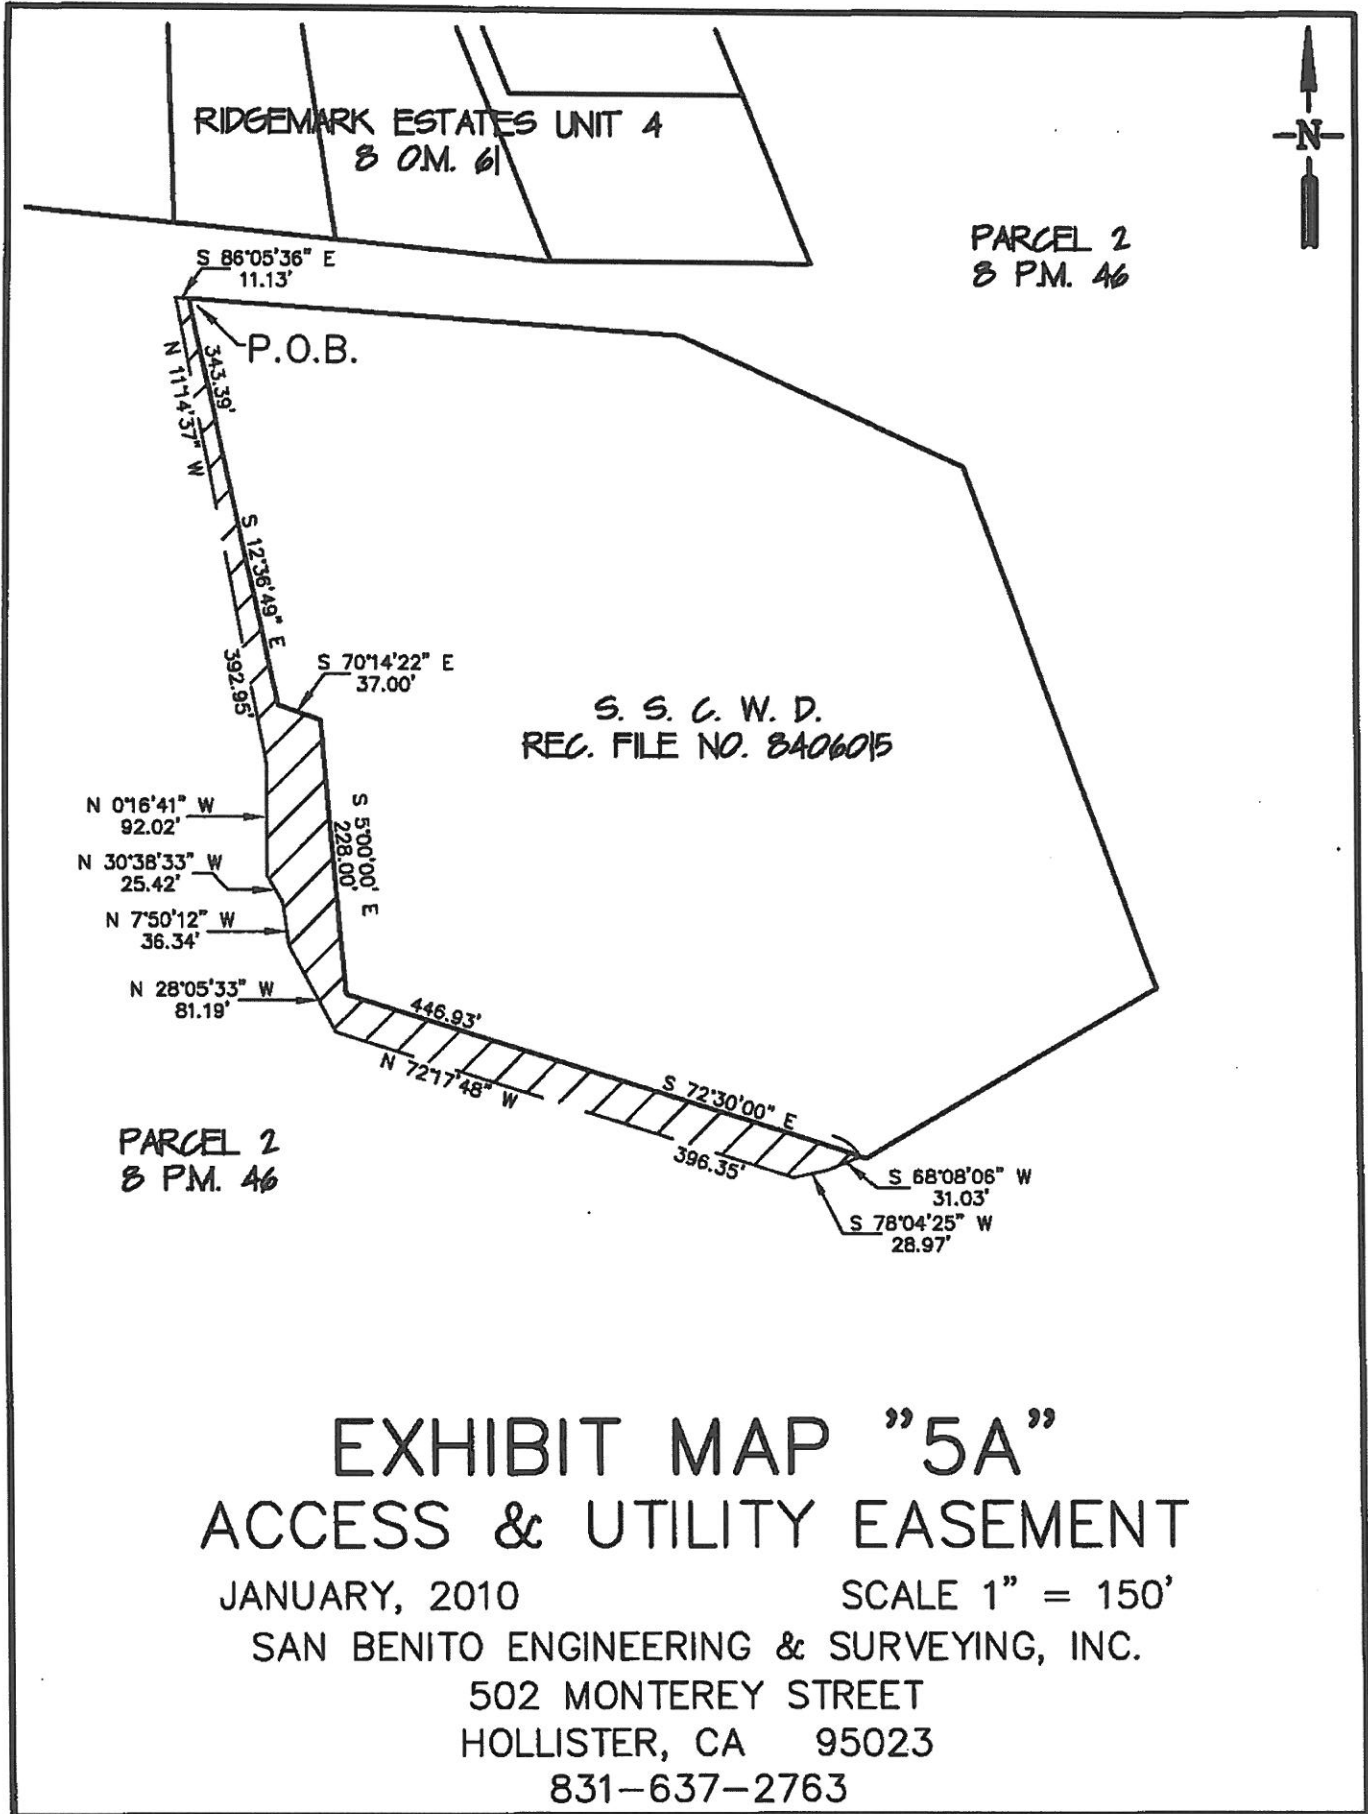 RIDGEMARK ESTATES UNIT 4
8 O.M. 61
N
PARCEL 2
8 P.M. 46
S 86°05'36" E
11.13'
P.O.B.
343.39'
N 11°14'37" W
S 12°36'49" E
392.95'
S 70°14'22" E
37.00'
S. S. C. W. D.
REC. FILE NO. 8406015
N 0°16'41" W
92.02'
S 5°00'00" E
228.00'
N 30°38'33" W
25.42'
N 7°50'12" W
36.34'
N 28°05'33" W
81.19'
446.93'
N 72°17'48" W
S 72°30'00" E
396.35'
PARCEL 2
8 P.M. 46
S 68°08'06" W
31.03'
S 78°04'25" W
28.97'
EXHIBIT MAP "5A"
ACCESS & UTILITY EASEMENT
JANUARY, 2010 SCALE 1" = 150'
SAN BENITO ENGINEERING & SURVEYING, INC.
502 MONTEREY STREET
HOLLISTER, CA 95023
831-637-2763